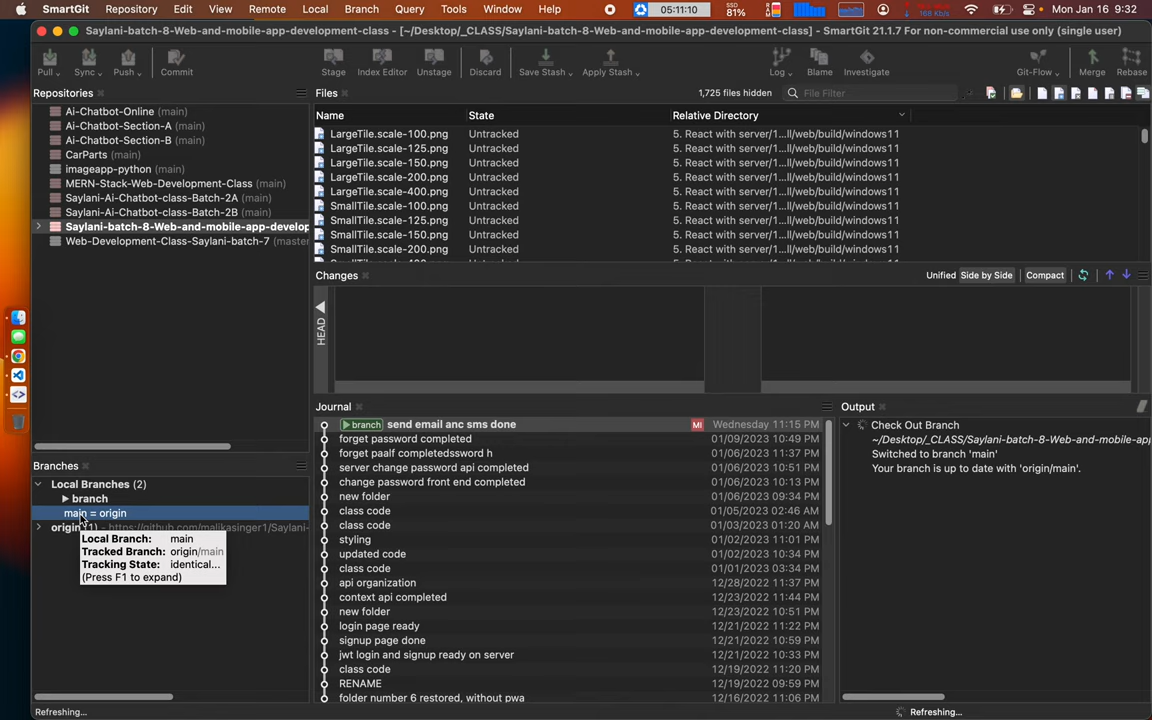 SmartGit Repository Edit View Remote Local Branch Query Tools Window Help 05:11:10 SSD 81% 168 Kb/s Mon Jan 16 9:32
Saylani-batch-8-Web-and-mobile-app-development-class - [~/Desktop/_CLASS/Saylani-batch-8-Web-and-mobile-app-development-class] - SmartGit 21.1.7 For non-commercial use only (single user)
Pull Sync Push Commit Stage Index Editor Unstage Discard Save Stash Apply Stash Log Blame Investigate Git-Flow Merge Rebase
Repositories
Ai-Chatbot-Online (main)
Ai-Chatbot-Section-A (main)
Ai-Chatbot-Section-B (main)
CarParts (main)
imageapp-python (main)
MERN-Stack-Web-Development-Class (main)
Saylani-Ai-Chatbot-class-Batch-2A (main)
Saylani-Ai-Chatbot-class-Batch-2B (main)
Saylani-batch-8-Web-and-mobile-app-develop
Web-Development-Class-Saylani-batch-7 (master
Files 1,725 files hidden File Filter
Name State Relative Directory
LargeTile.scale-100.png Untracked 5. React with server/1...ll/web/build/windows11
LargeTile.scale-125.png Untracked 5. React with server/1...ll/web/build/windows11
LargeTile.scale-150.png Untracked 5. React with server/1...ll/web/build/windows11
LargeTile.scale-200.png Untracked 5. React with server/1...ll/web/build/windows11
LargeTile.scale-400.png Untracked 5. React with server/1...ll/web/build/windows11
SmallTile.scale-100.png Untracked 5. React with server/1...ll/web/build/windows11
SmallTile.scale-125.png Untracked 5. React with server/1...ll/web/build/windows11
SmallTile.scale-150.png Untracked 5. React with server/1...ll/web/build/windows11
SmallTile.scale-200.png Untracked 5. React with server/1...ll/web/build/windows11
Changes Unified Side by Side Compact
HEAD
Branches
Local Branches (2)
branch
main = origin
origin (1) - https://github.com/malikasinger1/Saylani-
Local Branch: main
Tracked Branch: origin/main
Tracking State: identical...
(Press F1 to expand)
Journal
branch send email anc sms done MI Wednesday 11:15 PM
forget password completed 01/09/2023 10:49 PM
forget paalf completedssword h 01/06/2023 11:37 PM
server change password api completed 01/06/2023 10:51 PM
change password front end completed 01/06/2023 10:13 PM
new folder 01/06/2023 09:34 PM
class code 01/05/2023 02:46 AM
class code 01/03/2023 01:20 AM
styling 01/02/2023 11:01 PM
updated code 01/02/2023 10:34 PM
class code 01/01/2023 03:34 PM
api organization 12/28/2022 11:37 PM
context api completed 12/23/2022 11:44 PM
new folder 12/23/2022 10:51 PM
login page ready 12/21/2022 11:22 PM
signup page done 12/21/2022 10:59 PM
jwt login and signup ready on server 12/21/2022 10:33 PM
class code 12/19/2022 11:20 PM
RENAME 12/19/2022 09:59 PM
folder number 6 restored, without pwa 12/16/2022 11:06 PM
Output
Check Out Branch
~/Desktop/_CLASS/Saylani-batch-8-Web-and-mobile-app
Switched to branch 'main'
Your branch is up to date with 'origin/main'.
Refreshing... Refreshing...